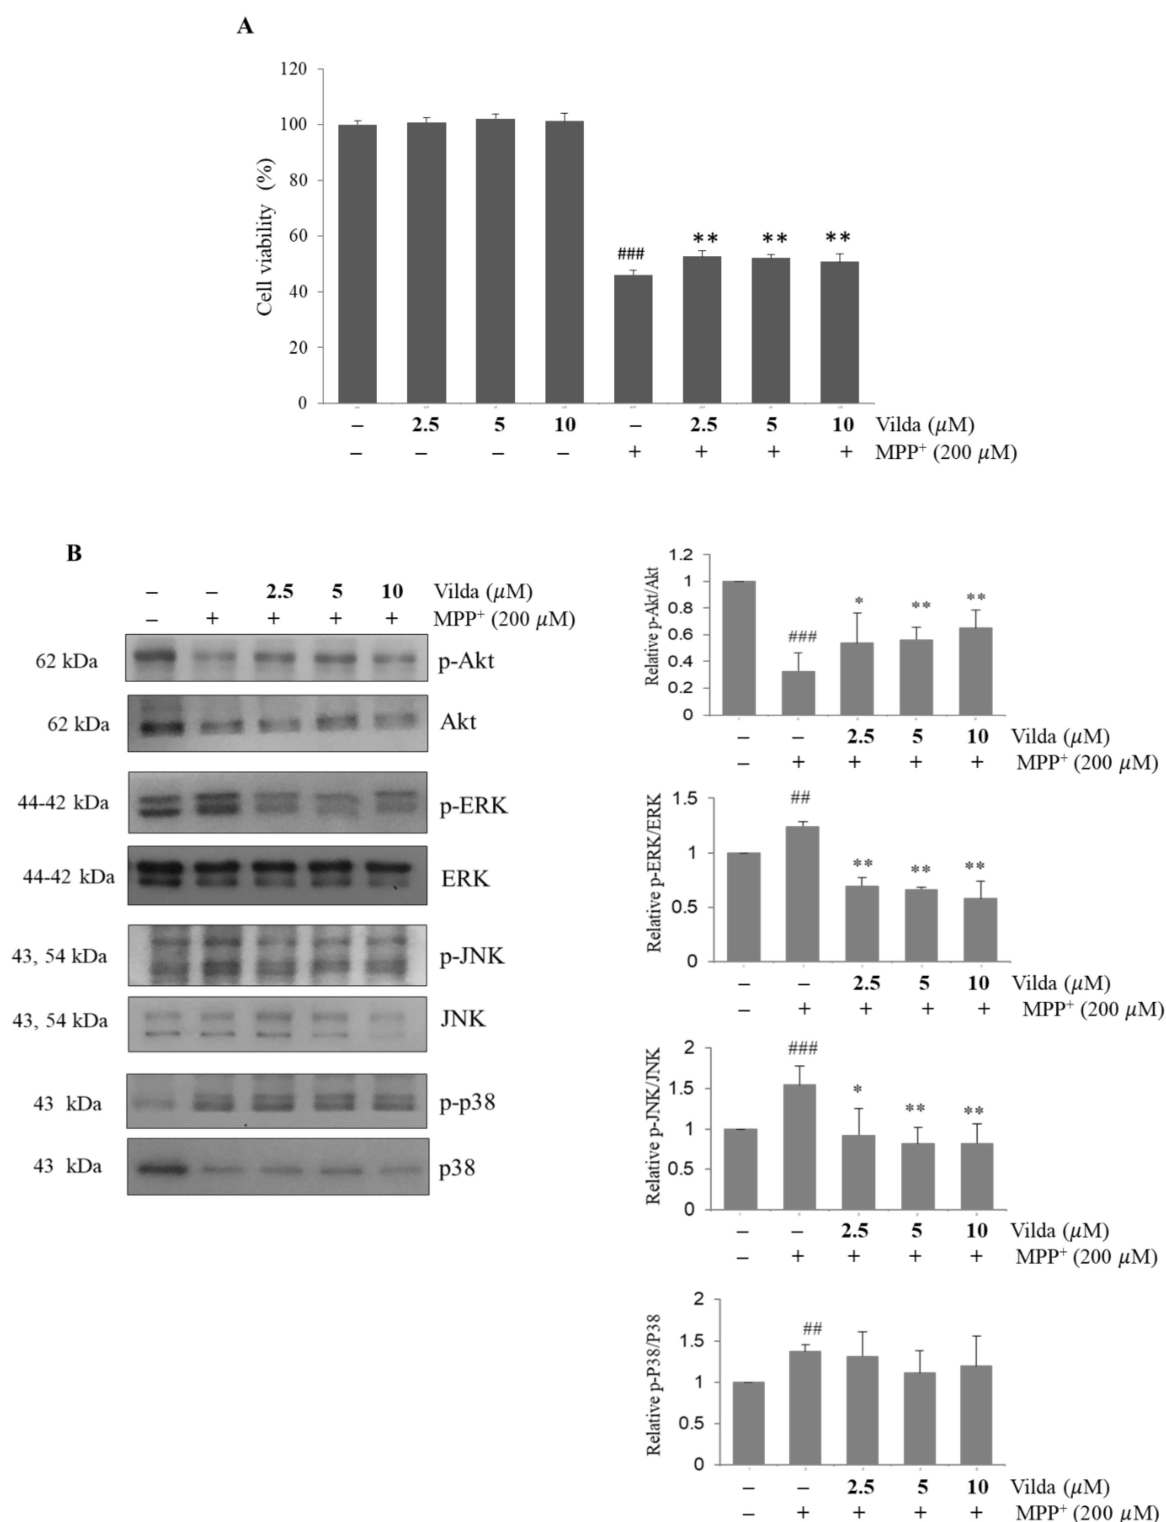 A
120
100
80
60
40
20
0
Cell viability (%)
###
**
**
**
– 2.5 5 10 – 2.5 5 10 Vilda (µM)
– – – – + + + + MPP⁺ (200 µM)
B
– – 2.5 5 10 Vilda (µM)
– + + + + MPP⁺ (200 µM)
62 kDa p-Akt
62 kDa Akt
44-42 kDa p-ERK
44-42 kDa ERK
43, 54 kDa p-JNK
43, 54 kDa JNK
43 kDa p-p38
43 kDa p38
1.2
1
0.8
0.6
0.4
0.2
0
Relative p-Akt/Akt
###
*
**
**
– – 2.5 5 10 Vilda (µM)
– + + + + MPP⁺ (200 µM)
1.5
1
0.5
0
Relative p-ERK/ERK
##
**
**
**
– – 2.5 5 10 Vilda (µM)
– + + + + MPP⁺ (200 µM)
2
1.5
1
0.5
0
Relative p-JNK/JNK
###
*
**
**
– – 2.5 5 10 Vilda (µM)
– + + + + MPP⁺ (200 µM)
2
1.5
1
0.5
0
Relative p-P38/P38
##
– – 2.5 5 10 Vilda (µM)
– + + + + MPP⁺ (200 µM)